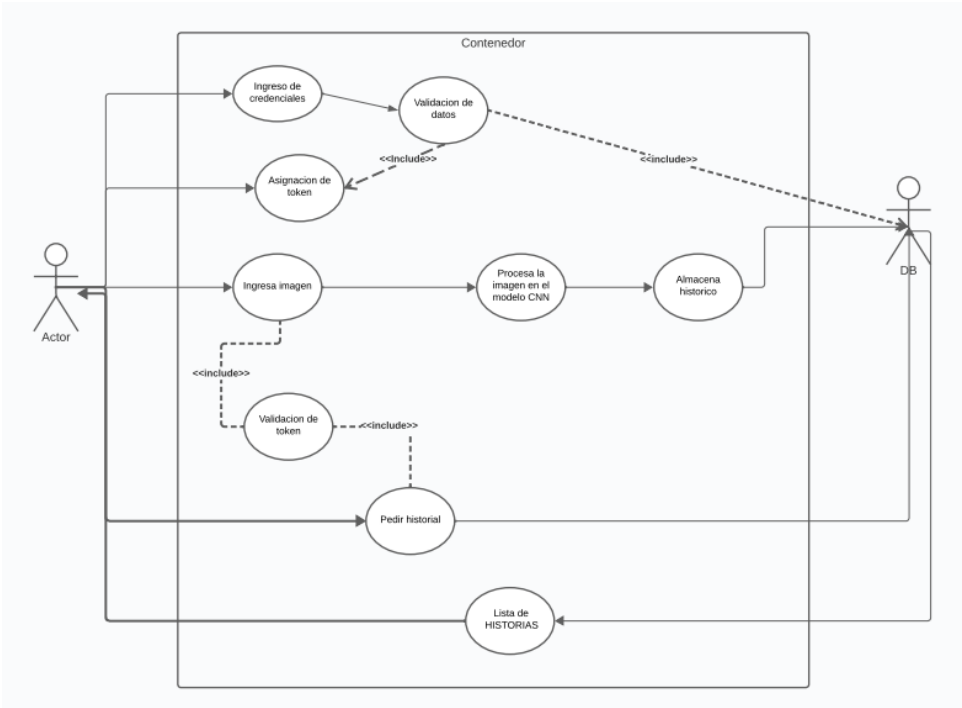 Contenedor
Ingreso de
credenciales
Validacion de
datos
<<Include>>
<<include>>
Asignacion de
token
DB
Ingresa imagen
Procesa la
imagen en el
modelo CNN
Almacena
historico
Actor
<<include>>
Validacion de
token
<<include>>
Pedir historial
Lista de
HISTORIAS